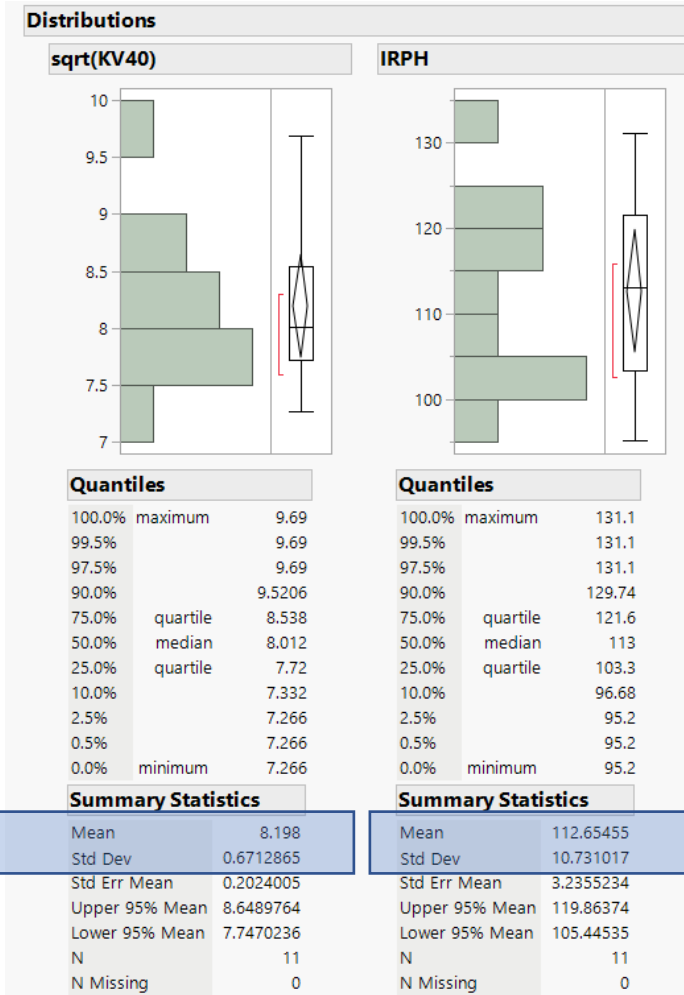 Distributions
sqrt(KV40)
10
9.5
9
8.5
8
7.5
7
Quantiles
100.0% maximum 9.69
99.5% 9.69
97.5% 9.69
90.0% 9.5206
75.0% quartile 8.538
50.0% median 8.012
25.0% quartile 7.72
10.0% 7.332
2.5% 7.266
0.5% 7.266
0.0% minimum 7.266
Summary Statistics
Mean 8.198
Std Dev 0.6712865
Std Err Mean 0.2024005
Upper 95% Mean 8.6489764
Lower 95% Mean 7.7470236
N 11
N Missing 0
IRPH
130
120
110
100
Quantiles
100.0% maximum 131.1
99.5% 131.1
97.5% 131.1
90.0% 129.74
75.0% quartile 121.6
50.0% median 113
25.0% quartile 103.3
10.0% 96.68
2.5% 95.2
0.5% 95.2
0.0% minimum 95.2
Summary Statistics
Mean 112.65455
Std Dev 10.731017
Std Err Mean 3.2355234
Upper 95% Mean 119.86374
Lower 95% Mean 105.44535
N 11
N Missing 0